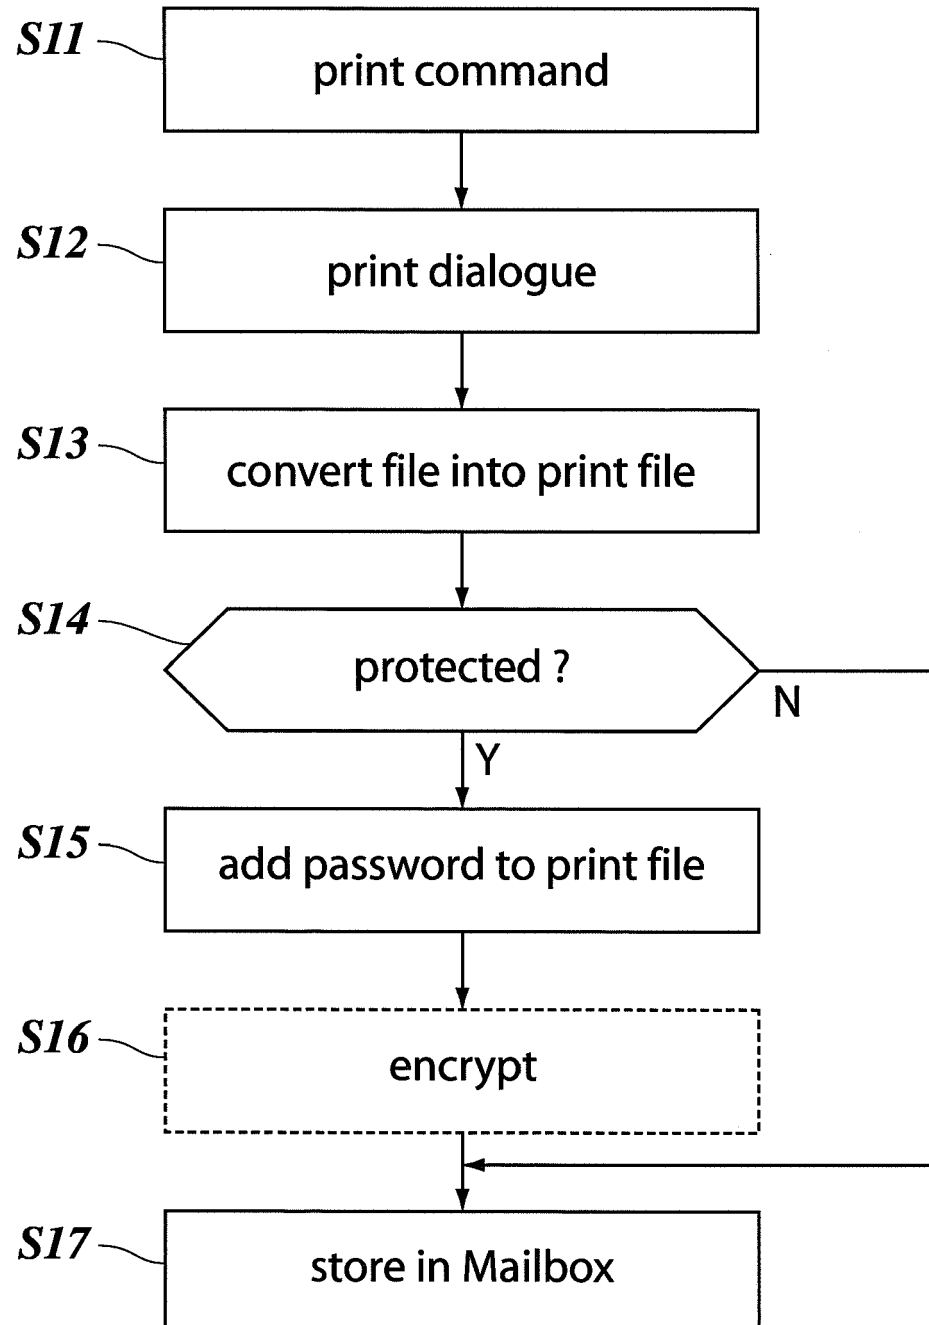 S11
print command
S12
print dialogue
S13
convert file into print file
S14
protected ?
N
Y
S15
add password to print file
S16
encrypt
S17
store in Mailbox